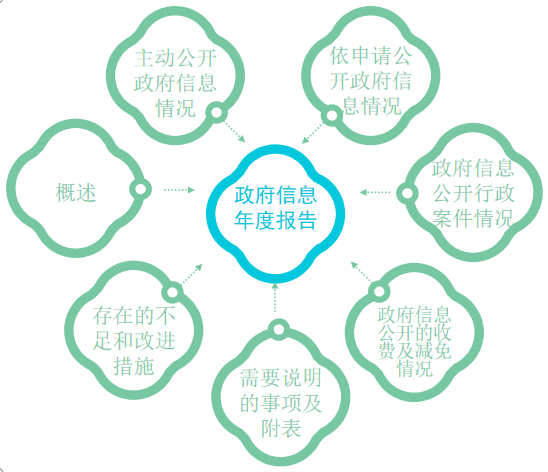 主动公开
政府信息
情况
依申请公
开政府信
息情况
概述
政府信息
年度报告
政府信息
公开行政
案件情况
存在的不
足和改进
措施
需要说明
的事项及
附表
政府信息
公开的收
费及减免
情况